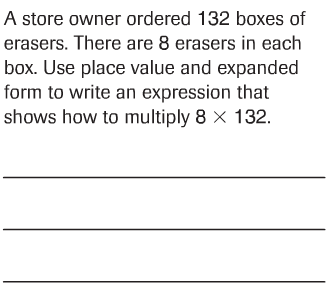 A store owner ordered 132 boxes of
erasers. There are 8 erasers in each
box. Use place value and expanded
form to write an expression that
shows how to multiply 8 × 132.